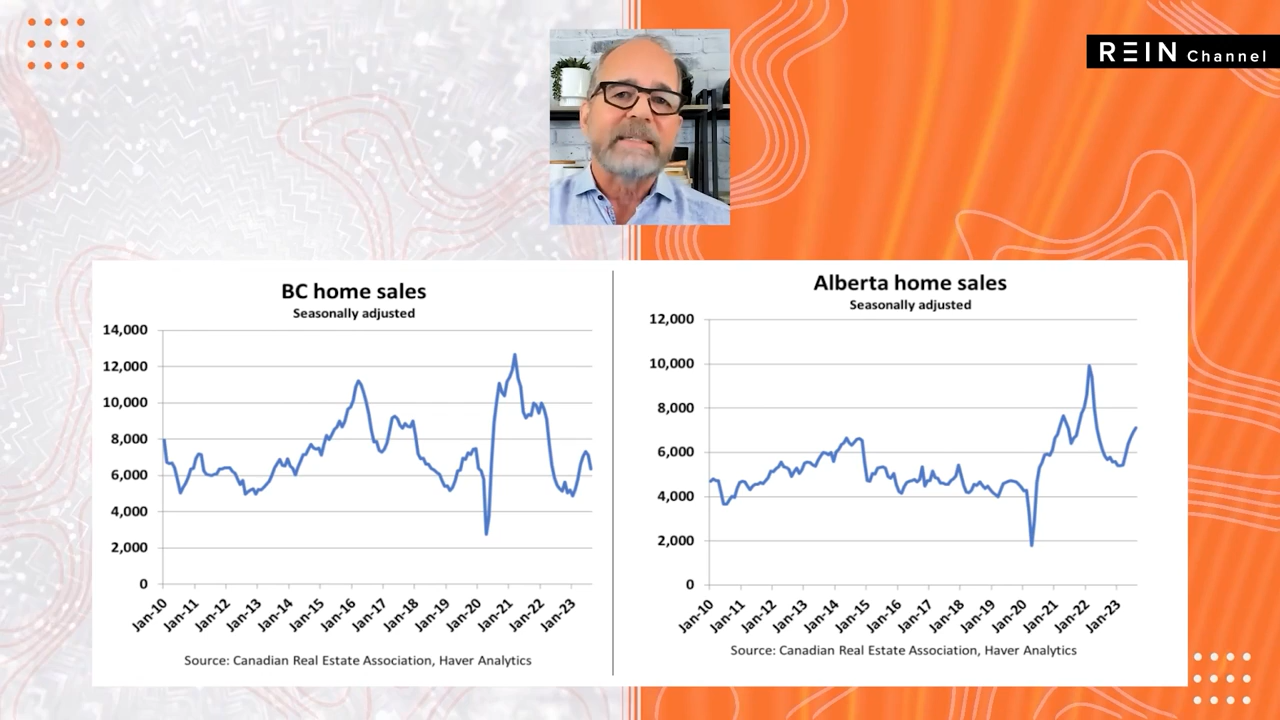 REIN Channel
BC home sales
Seasonally adjusted
14,000
12,000
10,000
8,000
6,000
4,000
2,000
0
Jan-10
Jan-11
Jan-12
Jan-13
Jan-14
Jan-15
Jan-16
Jan-17
Jan-18
Jan-19
Jan-20
Jan-21
Jan-22
Jan-23
Source: Canadian Real Estate Association, Haver Analytics
Alberta home sales
Seasonally adjusted
12,000
10,000
8,000
6,000
4,000
2,000
0
Jan-10
Jan-11
Jan-12
Jan-13
Jan-14
Jan-15
Jan-16
Jan-17
Jan-18
Jan-19
Jan-20
Jan-21
Jan-22
Jan-23
Source: Canadian Real Estate Association, Haver Analytics